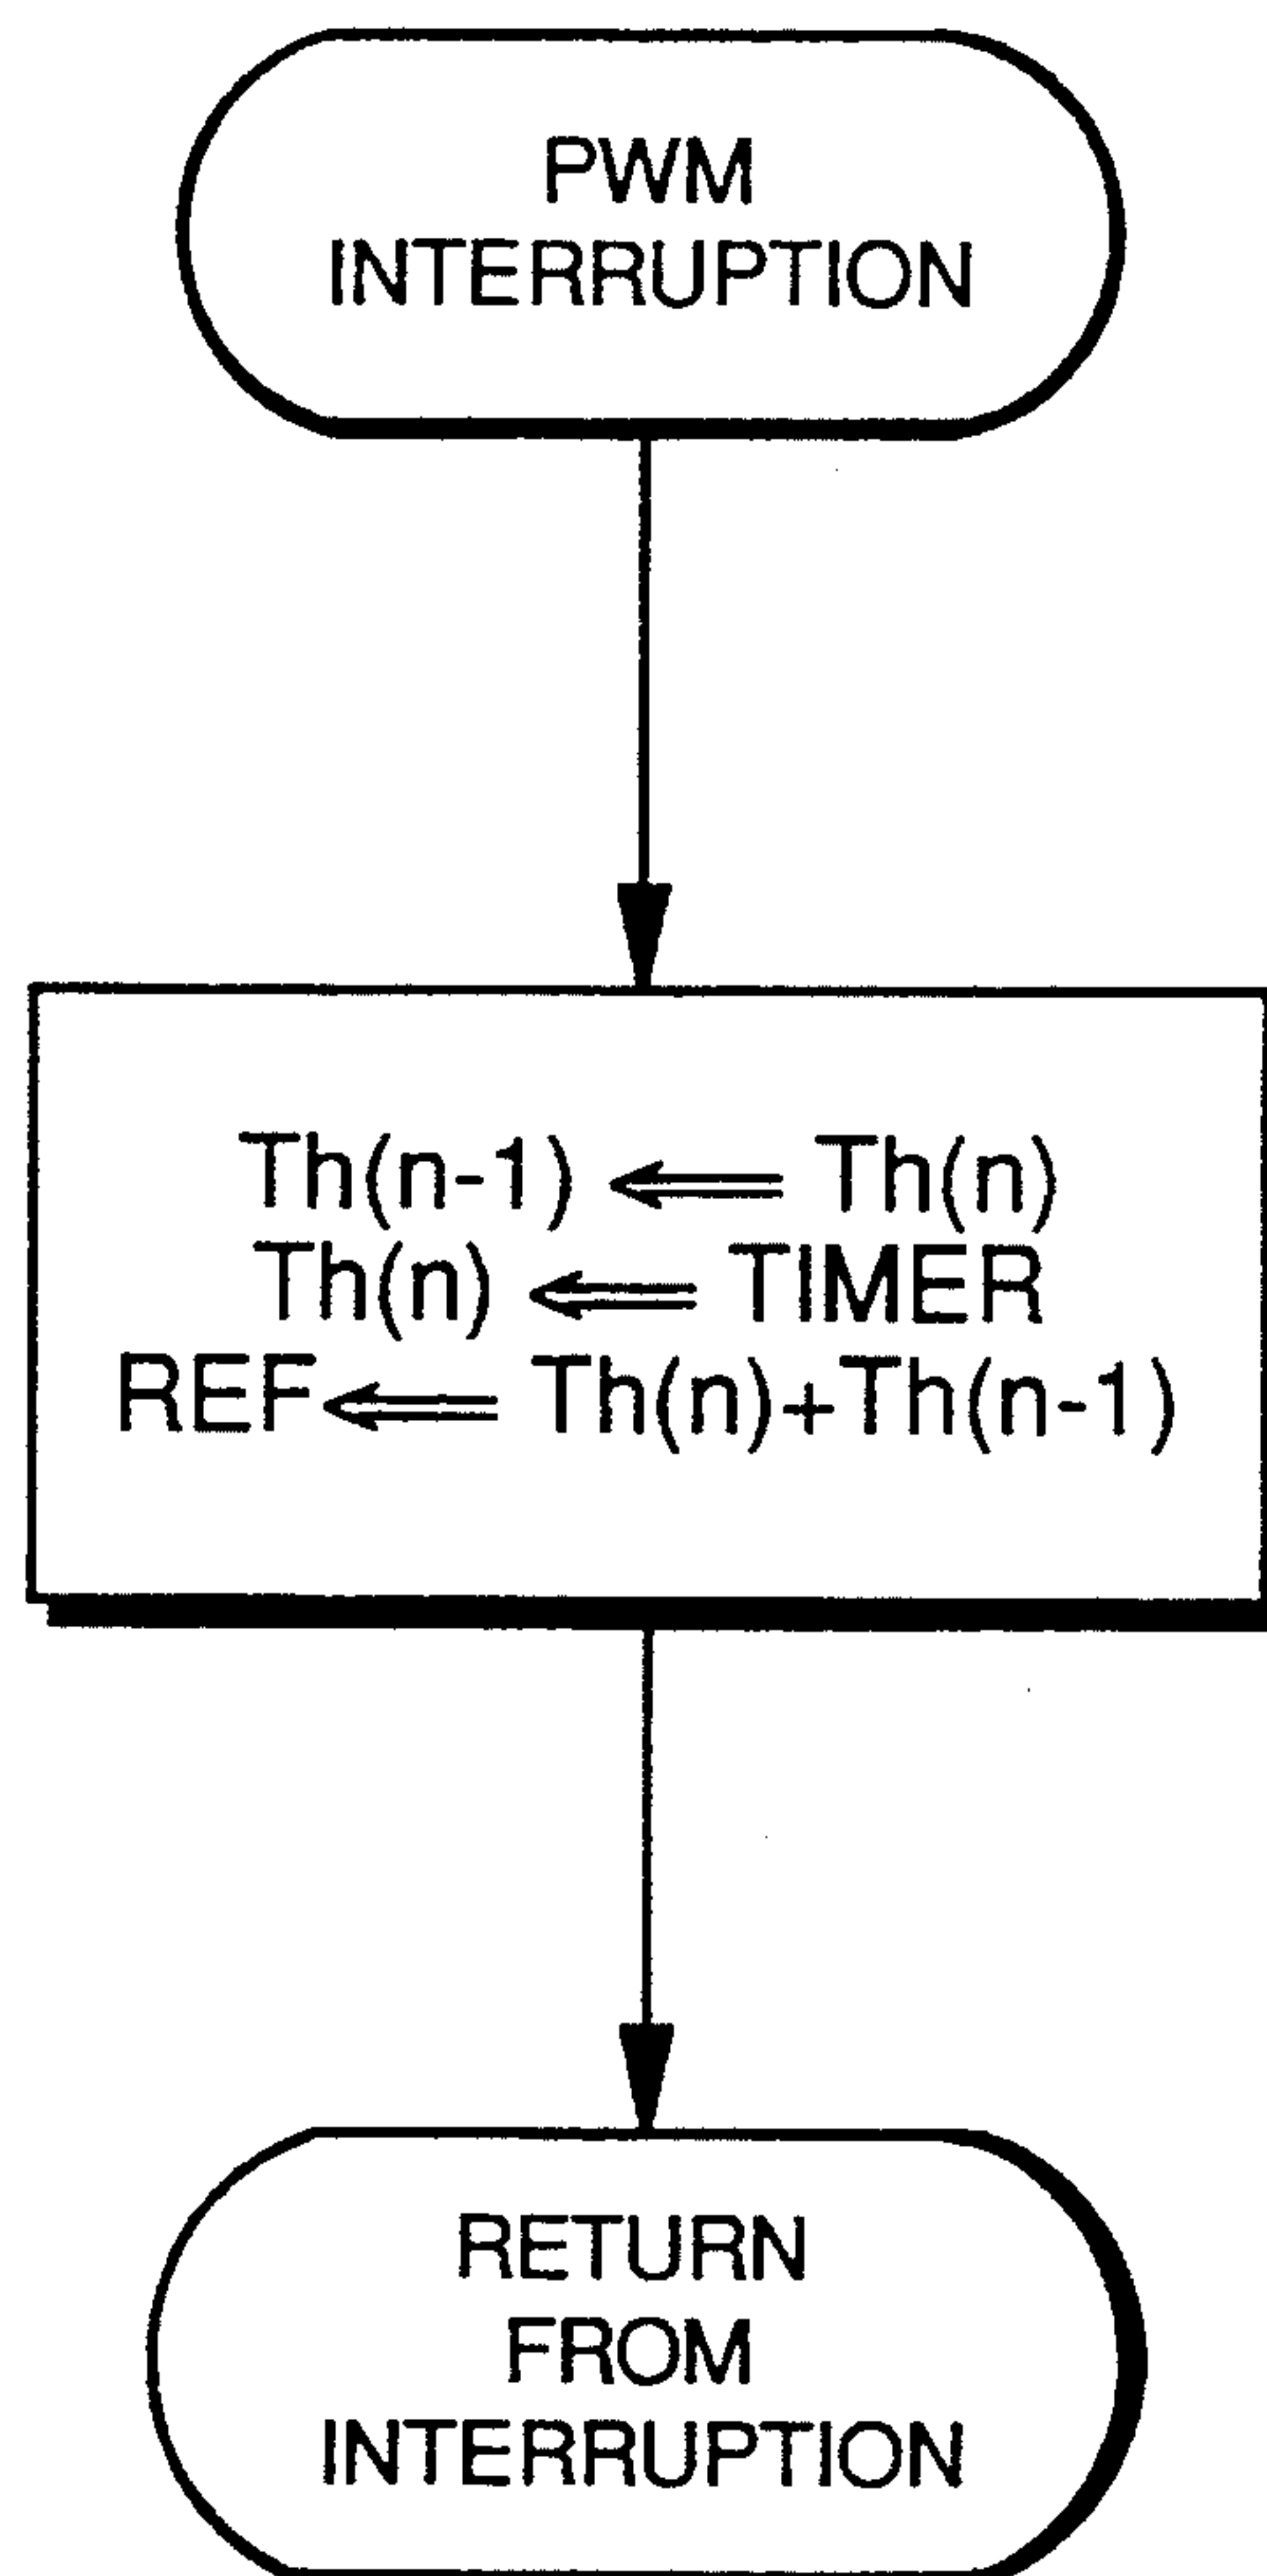 PWM
INTERRUPTION
Th(n-1) ⇐ Th(n)
Th(n) ⇐ TIMER
REF ⇐ Th(n)+Th(n-1)
RETURN
FROM
INTERRUPTION